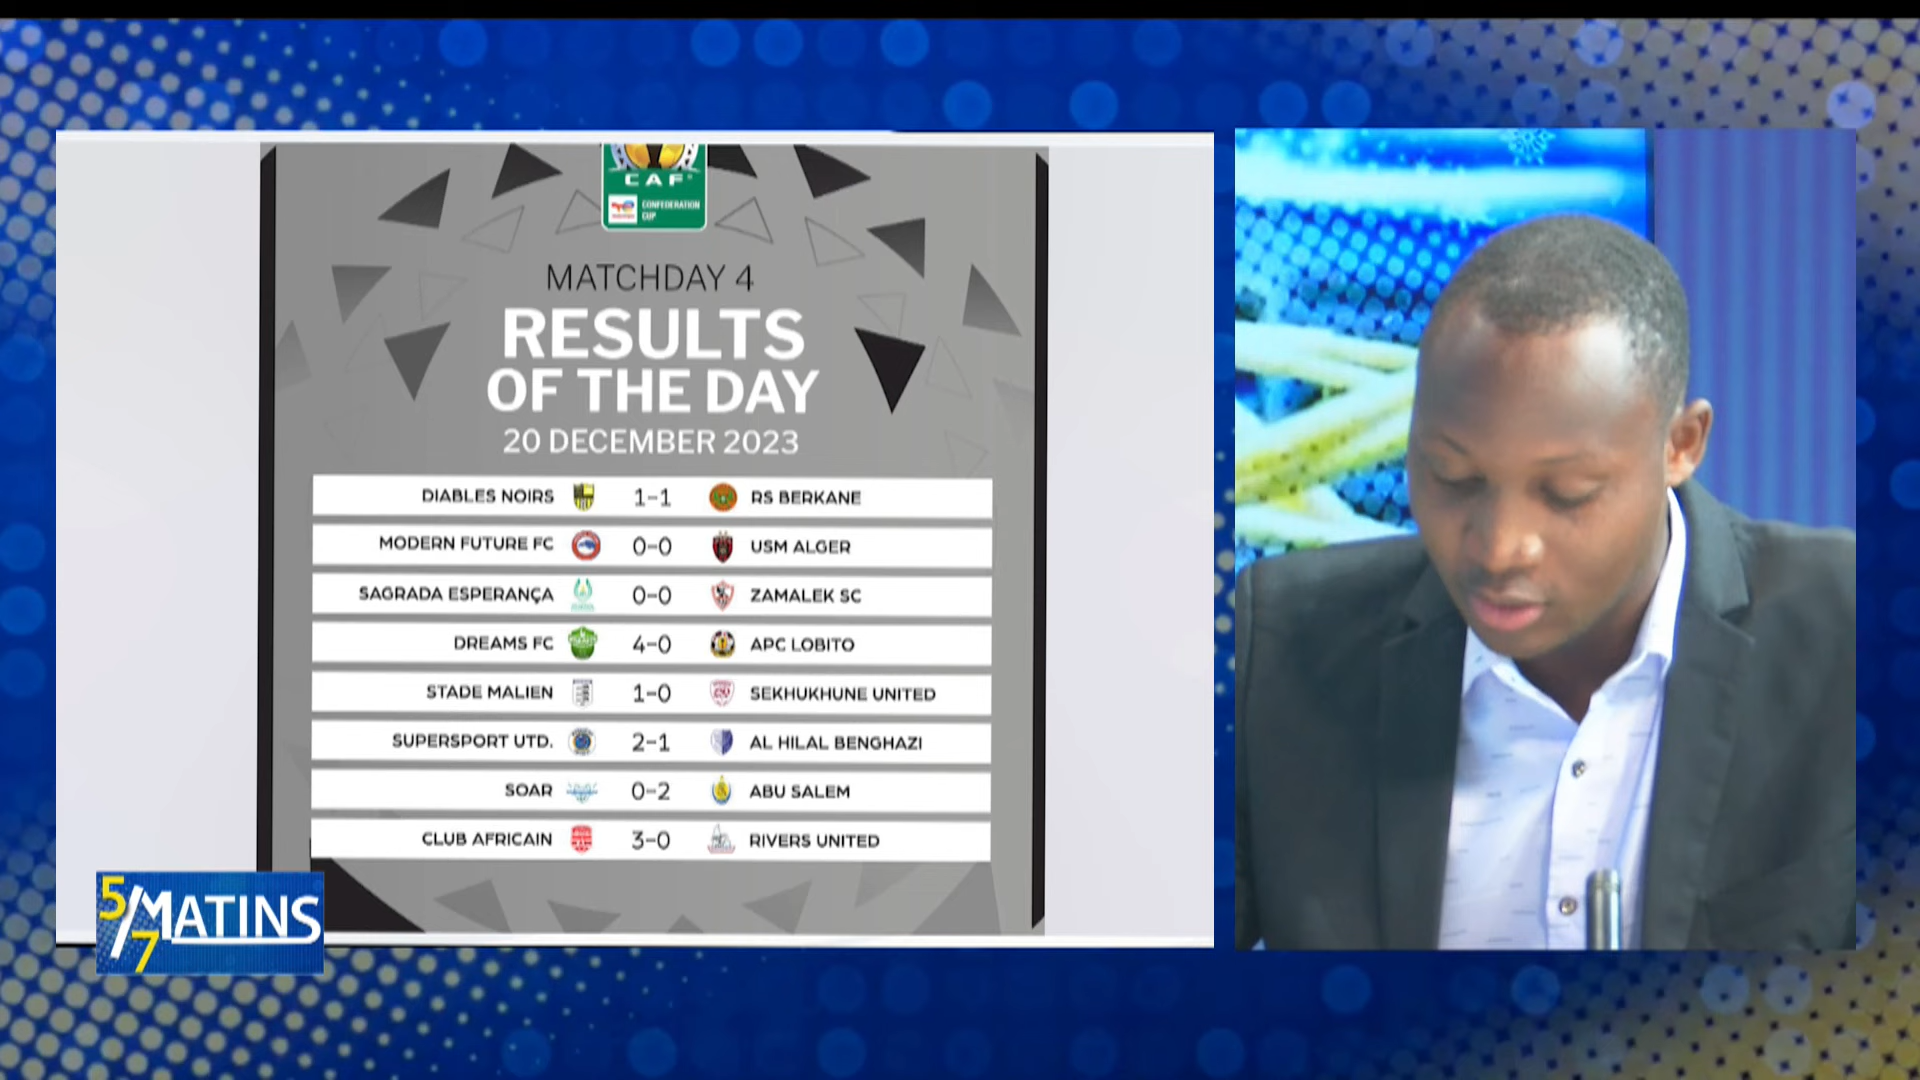 CAF
CONFEDERATION
CUP
MATCHDAY 4
RESULTS
OF THE DAY
20 DECEMBER 2023
DIABLES NOIRS 1-1 RS BERKANE
MODERN FUTURE FC 0-0 USM ALGER
SAGRADA ESPERANÇA 0-0 ZAMALEK SC
DREAMS FC 4-0 APC LOBITO
STADE MALIEN 1-0 SEKHUKHUNE UNITED
SUPERSPORT UTD. 2-1 AL HILAL BENGHAZI
SOAR 0-2 ABU SALEM
CLUB AFRICAIN 3-0 RIVERS UNITED
5/7 MATINS